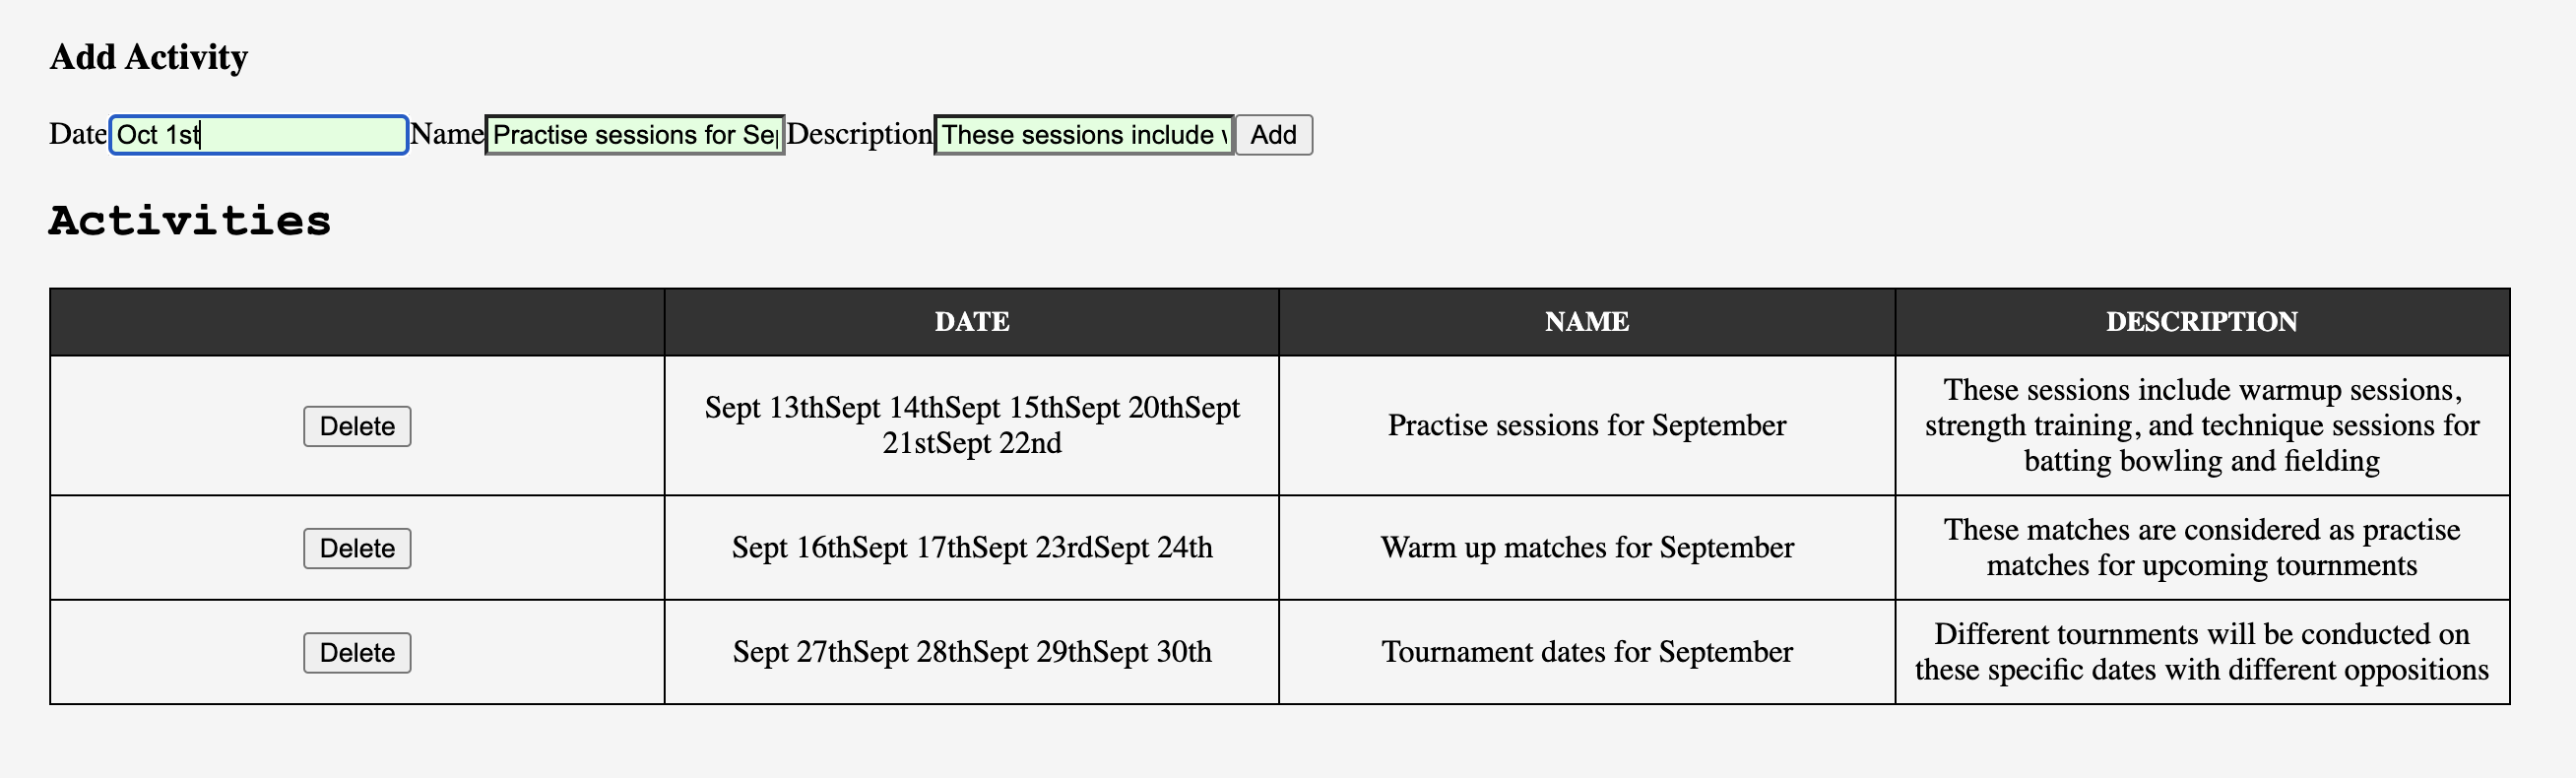 Add Activity
Date Oct 1st Name Practise sessions for Sep Description These sessions include Add
Activities
DATE NAME DESCRIPTION
Delete
Sept 13thSept 14thSept 15thSept 20thSept
21stSept 22nd
Practise sessions for September
These sessions include warmup sessions,
strength training, and technique sessions for
batting bowling and fielding
Delete
Sept 16thSept 17thSept 23rdSept 24th
Warm up matches for September
These matches are considered as practise
matches for upcoming tournments
Delete
Sept 27thSept 28thSept 29thSept 30th
Tournament dates for September
Different tournments will be conducted on
these specific dates with different oppositions